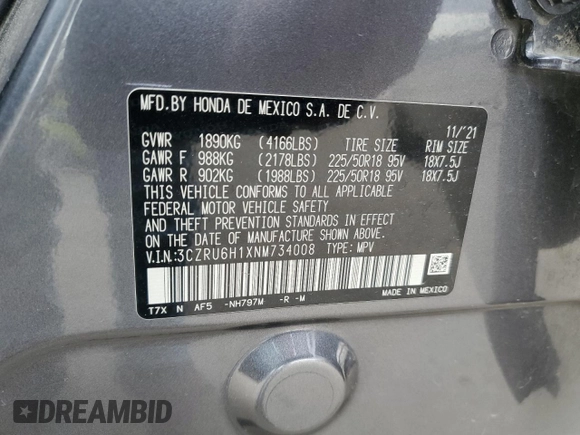 MFD.BY HONDA DE MEXICO S.A. DE C.V.
11/'21
GVWR 1890KG (4166LBS) TIRE SIZE RIM SIZE
GAWR F 988KG (2178LBS) 225/50R18 95V 18X7.5J
GAWR R 902KG (1988LBS) 225/50R18 95V 18X7.5J
THIS VEHICLE CONFORMS TO ALL APPLICABLE
FEDERAL MOTOR VEHICLE SAFETY
AND THEFT PREVENTION STANDARDS IN EFFECT
ON THE DATE OF MANUFACTURE SHOWN ABOVE.
V.I.N:3CZRU6H1XNM734008 TYPE: MPV
T7X N AF5 -NH797M -R -M
MADE IN MEXICO
DREAMBID